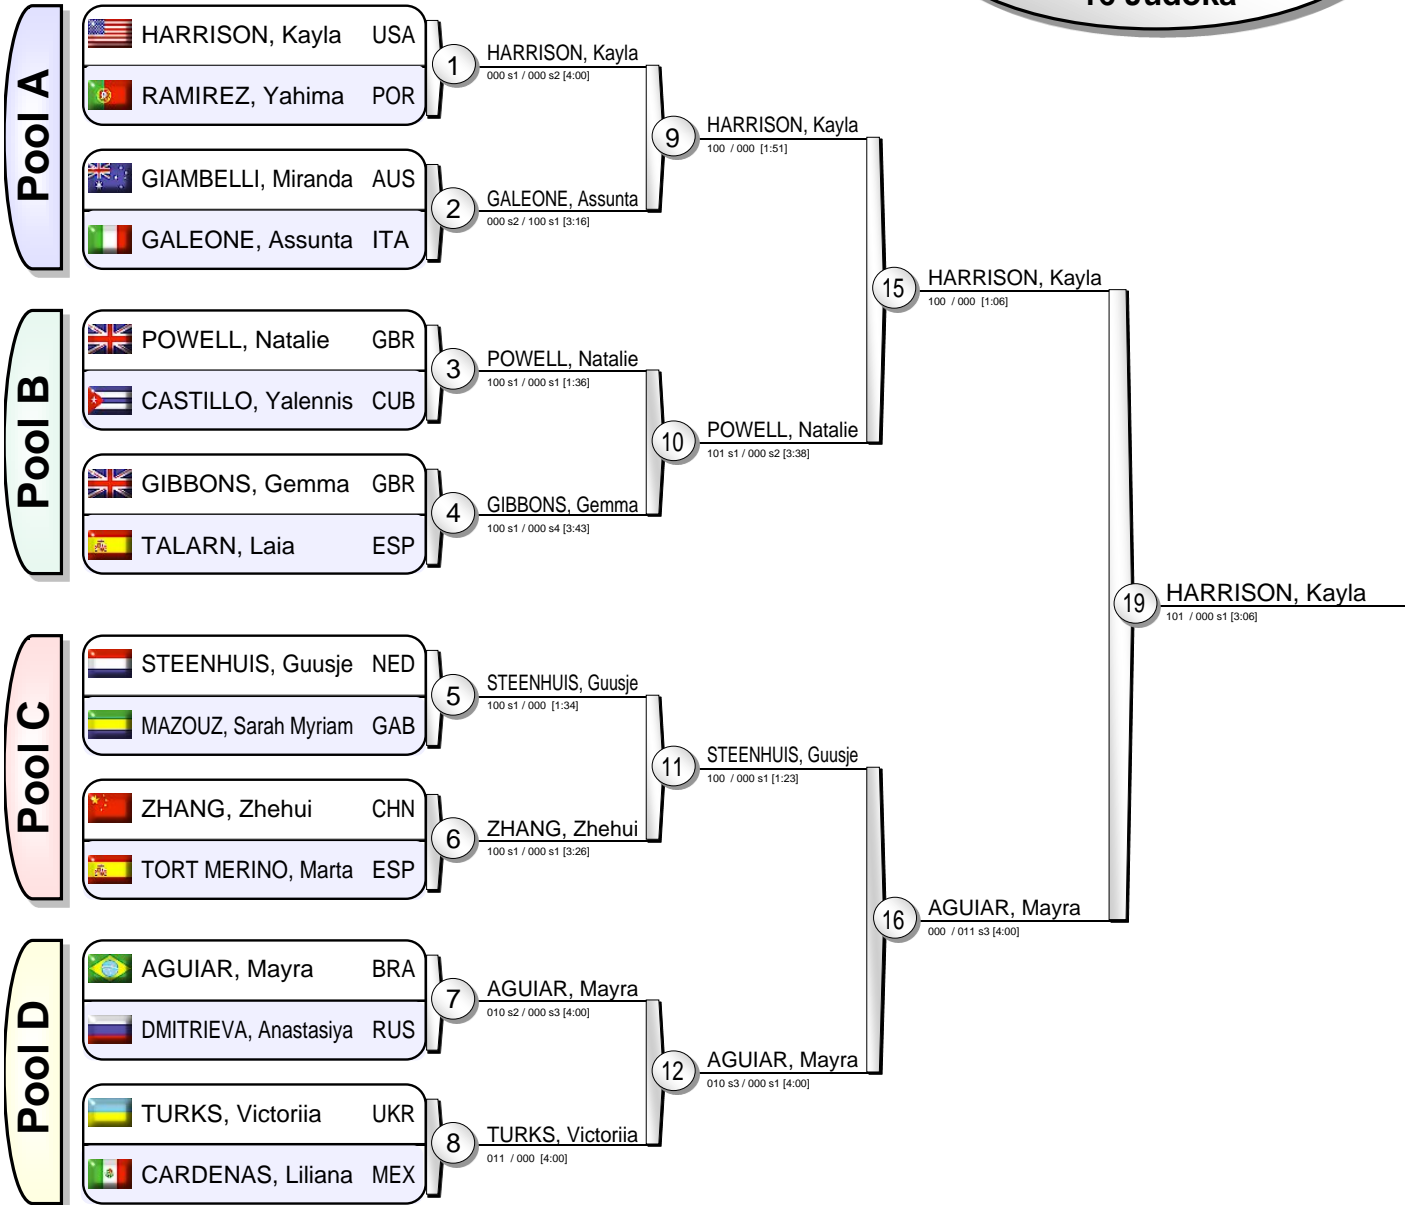 16 Judoka
Pool A
HARRISON, Kayla USA
RAMIREZ, Yahima POR
GIAMBELLI, Miranda AUS
GALEONE, Assunta ITA
1
HARRISON, Kayla
000 s1 / 000 s2 [4:00]
2
GALEONE, Assunta
000 s2 / 100 s1 [3:16]
9
HARRISON, Kayla
100 / 000 [1:51]
Pool B
POWELL, Natalie GBR
CASTILLO, Yalennis CUB
GIBBONS, Gemma GBR
TALARN, Laia ESP
3
POWELL, Natalie
100 s1 / 000 s1 [1:36]
4
GIBBONS, Gemma
100 s1 / 000 s4 [3:43]
10
POWELL, Natalie
101 s1 / 000 s2 [3:38]
15
HARRISON, Kayla
100 / 000 [1:06]
Pool C
STEENHUIS, Guusje NED
MAZOUZ, Sarah Myriam GAB
ZHANG, Zhehui CHN
TORT MERINO, Marta ESP
5
STEENHUIS, Guusje
100 s1 / 000 [1:34]
6
ZHANG, Zhehui
100 s1 / 000 s1 [3:26]
11
STEENHUIS, Guusje
100 / 000 s1 [1:23]
Pool D
AGUIAR, Mayra BRA
DMITRIEVA, Anastasiya RUS
TURKS, Victoriia UKR
CARDENAS, Liliana MEX
7
AGUIAR, Mayra
010 s2 / 000 s3 [4:00]
8
TURKS, Victoriia
011 / 000 [4:00]
12
AGUIAR, Mayra
010 s3 / 000 s1 [4:00]
16
AGUIAR, Mayra
000 / 011 s3 [4:00]
19
HARRISON, Kayla
101 / 000 s1 [3:06]